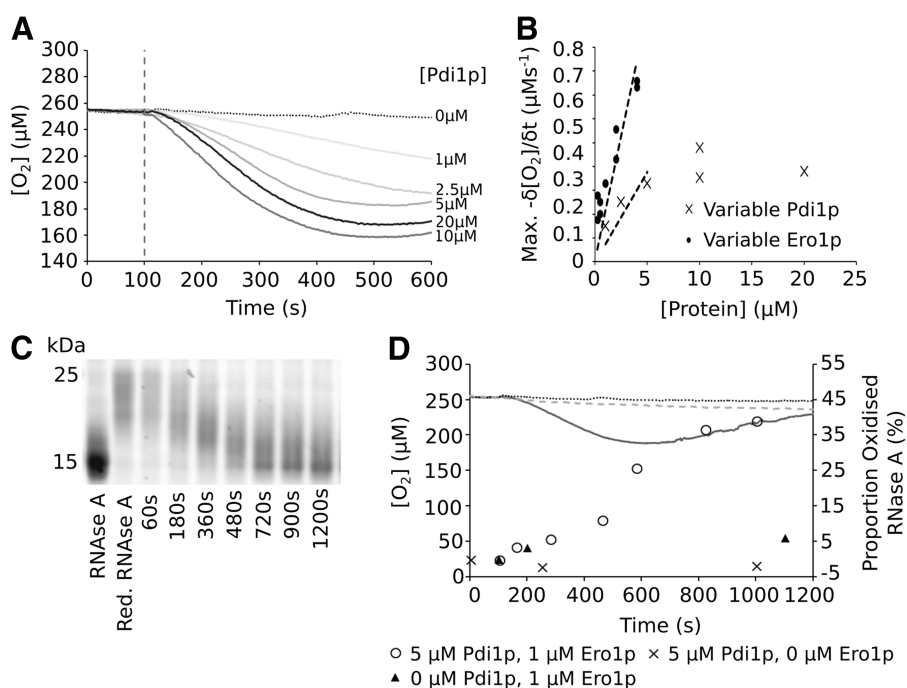 A
300
280
260
240
220
200
180
160
140
[O2] (µM)
0 100 200 300 400 500 600
Time (s)
[Pdi1p]
0µM
1µM
2.5µM
5µM
20µM
10µM
B
0.8
0.7
0.6
0.5
0.4
0.3
0.2
0.1
0
Max. -δ[O2]/δt (µMs-1)
0 5 10 15 20 25
[Protein] (µM)
× Variable Pdi1p
• Variable Ero1p
C
kDa
25
15
RNAse A
Red. RNAse A
60s
180s
360s
480s
720s
900s
1200s
D
300
250
200
150
100
50
0
[O2] (µM)
55
45
35
25
15
5
-5
Proportion Oxidised
RNase A (%)
0 200 400 600 800 1000 1200
Time (s)
○ 5 µM Pdi1p, 1 µM Ero1p × 5 µM Pdi1p, 0 µM Ero1p
▲ 0 µM Pdi1p, 1 µM Ero1p